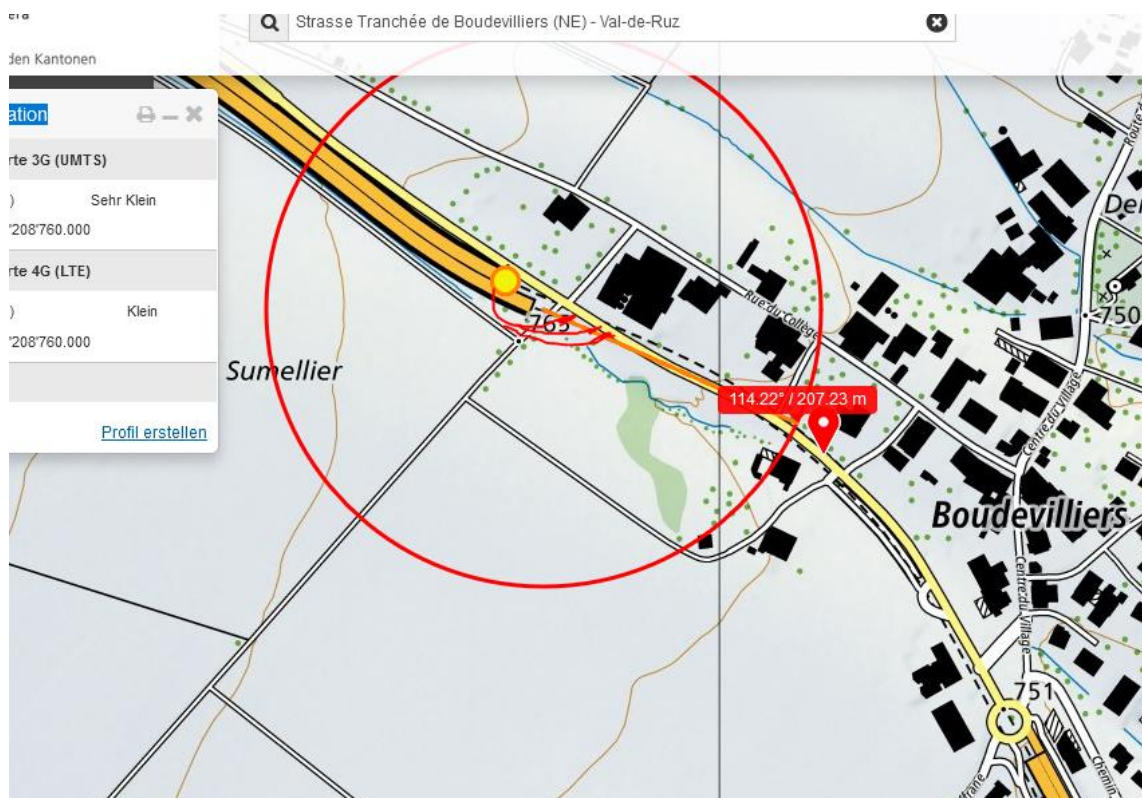 Strasse Tranchée de Boudevilliers (NE) - Val-de-Ruz
den Kantonen
ation
rte 3G (UMTS)
) Sehr Klein
'208'760.000
rte 4G (LTE)
) Klein
'208'760.000
Profil erstellen
765
Sumellier
Rue du Collège
114.22° / 207.23 m
750
Centre du Village
Boudevilliers
Centre du Village
751
Chemin